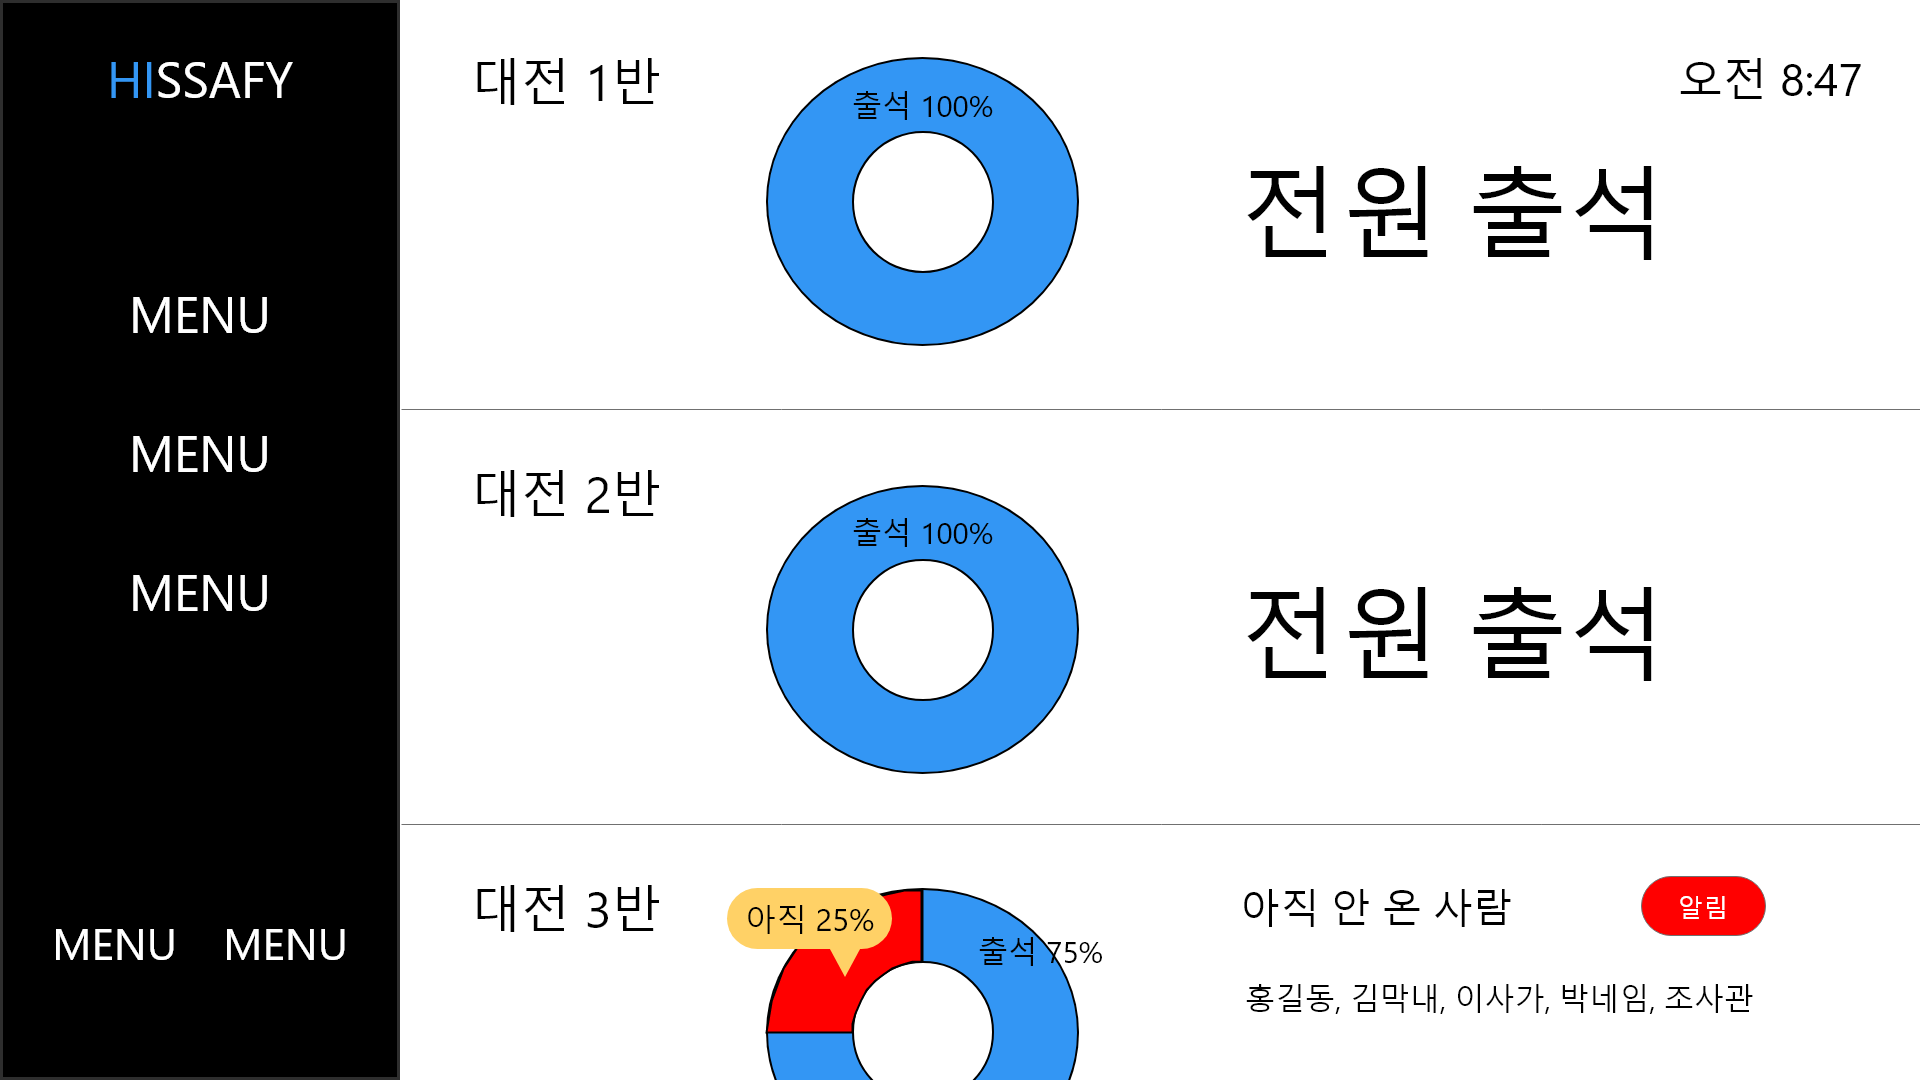 HISSAFY
MENU
MENU
MENU
MENU MENU
오전 8:47
대전 1반
출석 100%
전원 출석
대전 2반
출석 100%
전원 출석
대전 3반
아직 25%
출석 75%
아직 안 온 사람
알림
홍길동, 김막내, 이사가, 박네임, 조사관